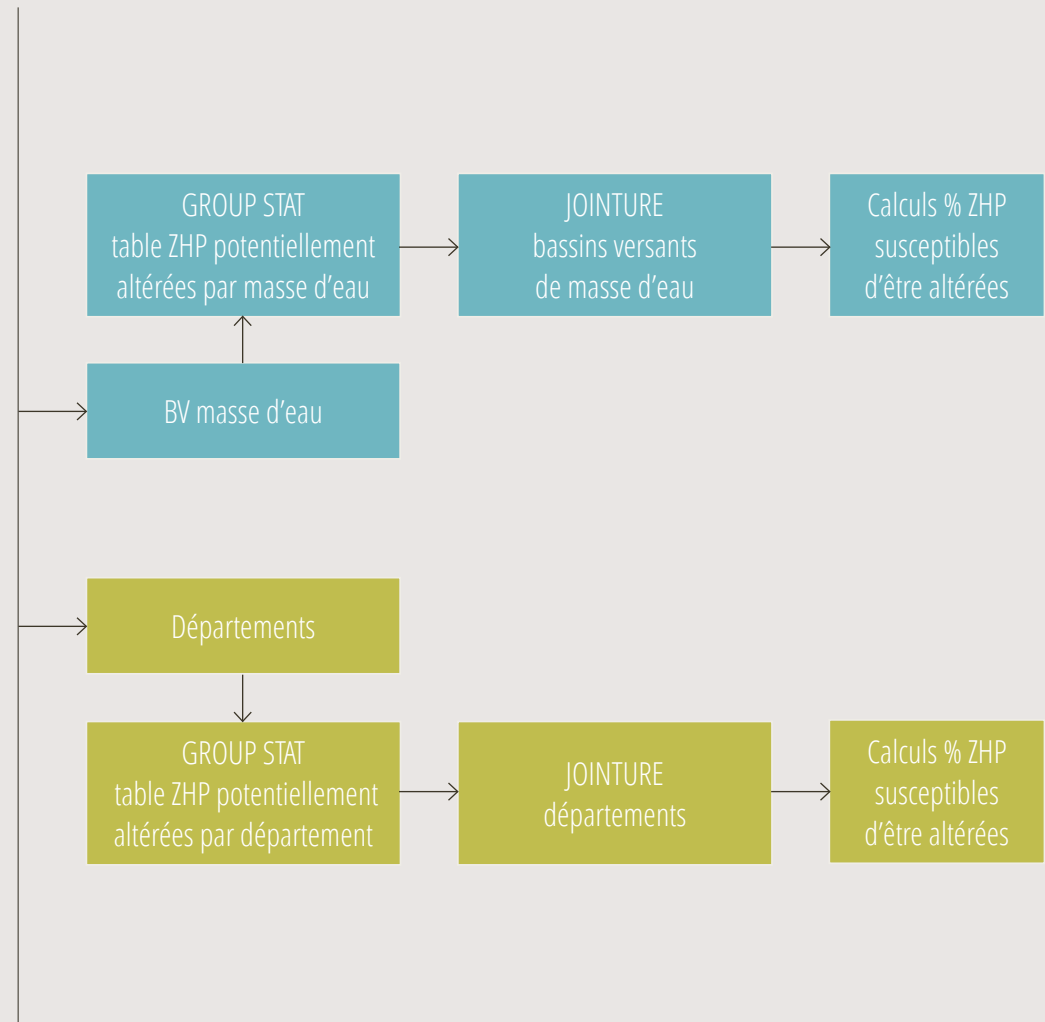 GROUP STAT
table ZHP potentiellement
altérées par masse d’eau
JOINTURE
bassins versants
de masse d’eau
Calculs % ZHP
susceptibles
d’être altérées
BV masse d’eau
Départements
GROUP STAT
table ZHP potentiellement
altérées par département
JOINTURE
départements
Calculs % ZHP
susceptibles
d’être altérées